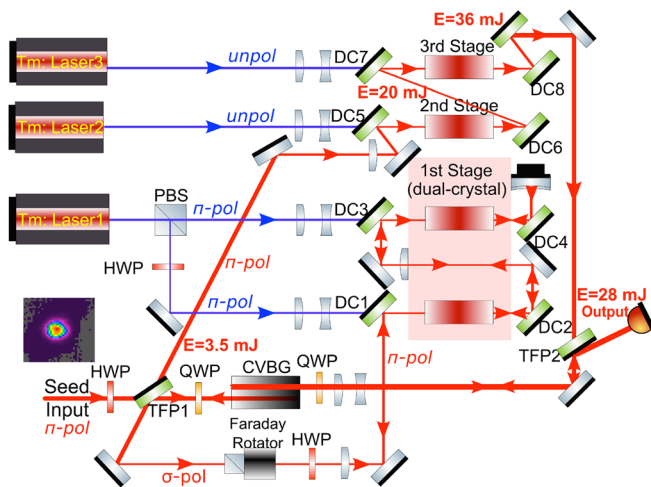 E=36 mJ
Tm: Laser3
unpol
DC7
3rd Stage
DC8
E=20 mJ
Tm: Laser2
unpol
DC5
2nd Stage
DC6
1st Stage
(dual-crystal)
PBS
Tm: Laser1
π-pol
DC3
DC4
HWP
π-pol
π-pol
DC1
DC2
E=28 mJ
Output
TFP2
π-pol
E=3.5 mJ
HWP
QWP
CVBG
QWP
Seed
Input
π-pol
TFP1
Faraday
Rotator
HWP
σ-pol